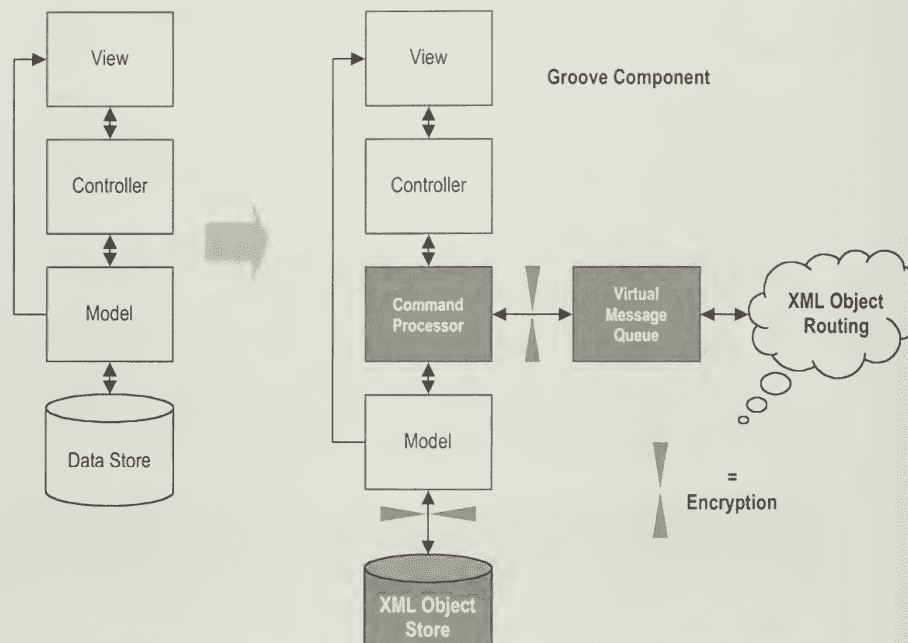 View
Controller
Model
Data Store
View
Groove Component
Controller
Command
Processor
Virtual
Message
Queue
XML Object
Routing
Model
=
Encryption
XML Object
Store